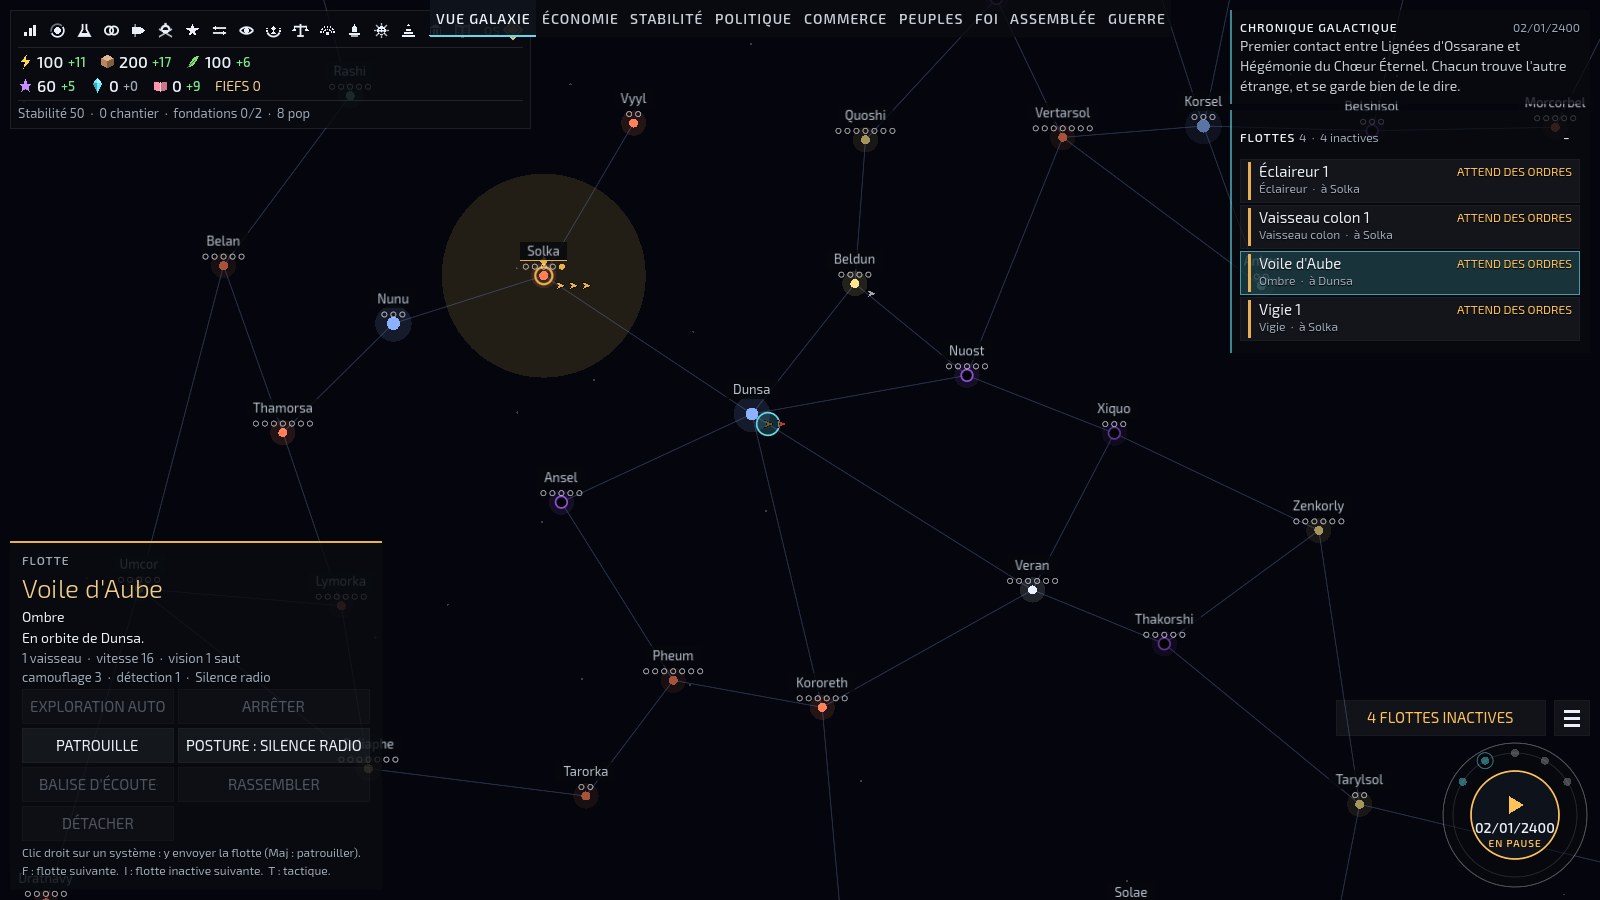 VUE GALAXIE ÉCONOMIE STABILITÉ POLITIQUE COMMERCE PEUPLES FOI ASSEMBLÉE GUERRE
100 +11 200 +17 100 +6
60 +5 0 +0 0 +9 FIEFS 0
Stabilité 50 · 0 chantier · fondations 0/2 · 8 pop
CHRONIQUE GALACTIQUE 02/01/2400
Premier contact entre Lignées d'Ossarane et
Hégémonie du Chœur Éternel. Chacun trouve l'autre
étrange, et se garde bien de le dire.
FLOTTES 4 · 4 inactives -
Éclaireur 1 ATTEND DES ORDRES
Éclaireur · à Solka
Vaisseau colon 1 ATTEND DES ORDRES
Vaisseau colon · à Solka
Voile d'Aube ATTEND DES ORDRES
Ombre · à Dunsa
Vigie 1 ATTEND DES ORDRES
Vigie · à Solka
Rashi
Vyyl
Quoshi
Vertarsol
Korsel
Belshisol
Morcorbel
Belan
Solka
Beldun
Nunu
Nuost
Dunsa
Thamorsa
Xiquo
Ansel
Zenkorly
Umcor
Lymorka
Veran
Thakorshi
Pheum
Kororeth
Tarorka
Tarylsol
Solae
FLOTTE
Voile d'Aube
Ombre
En orbite de Dunsa.
1 vaisseau · vitesse 16 · vision 1 saut
camouflage 3 · détection 1 · Silence radio
EXPLORATION AUTO ARRÊTER
PATROUILLE POSTURE : SILENCE RADIO
BALISE D'ÉCOUTE RASSEMBLER
DÉTACHER
Clic droit sur un système : y envoyer la flotte (Maj : patrouiller).
F : flotte suivante. I : flotte inactive suivante. T : tactique.
4 FLOTTES INACTIVES
02/01/2400
EN PAUSE